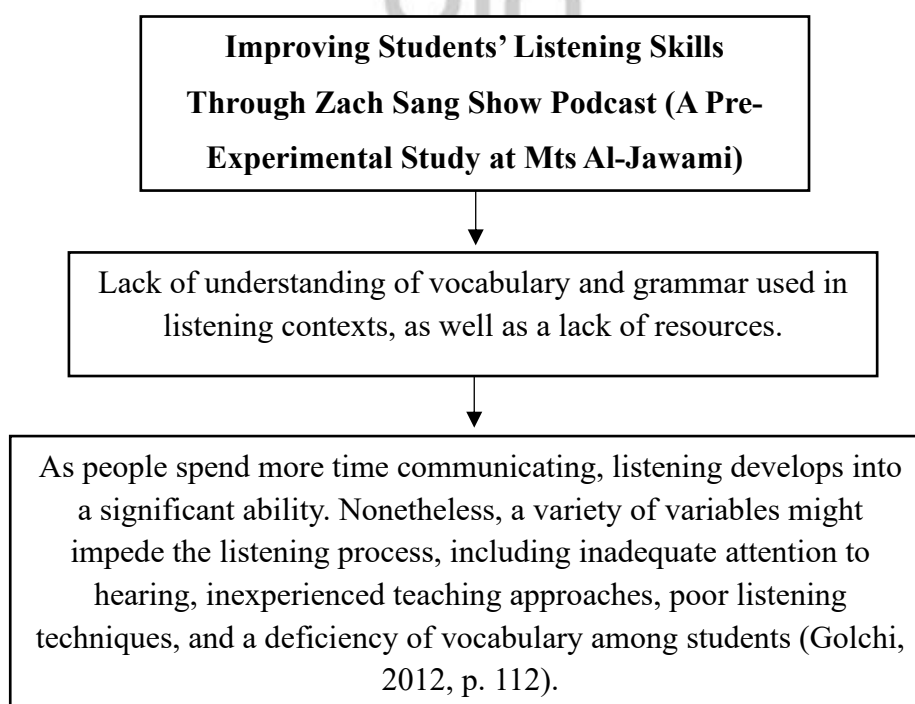 Improving Students’ Listening Skills
Through Zach Sang Show Podcast (A Pre-
Experimental Study at Mts Al-Jawami)
Lack of understanding of vocabulary and grammar used in
listening contexts, as well as a lack of resources.
As people spend more time communicating, listening develops into
a significant ability. Nonetheless, a variety of variables might
impede the listening process, including inadequate attention to
hearing, inexperienced teaching approaches, poor listening
techniques, and a deficiency of vocabulary among students (Golchi,
2012, p. 112).